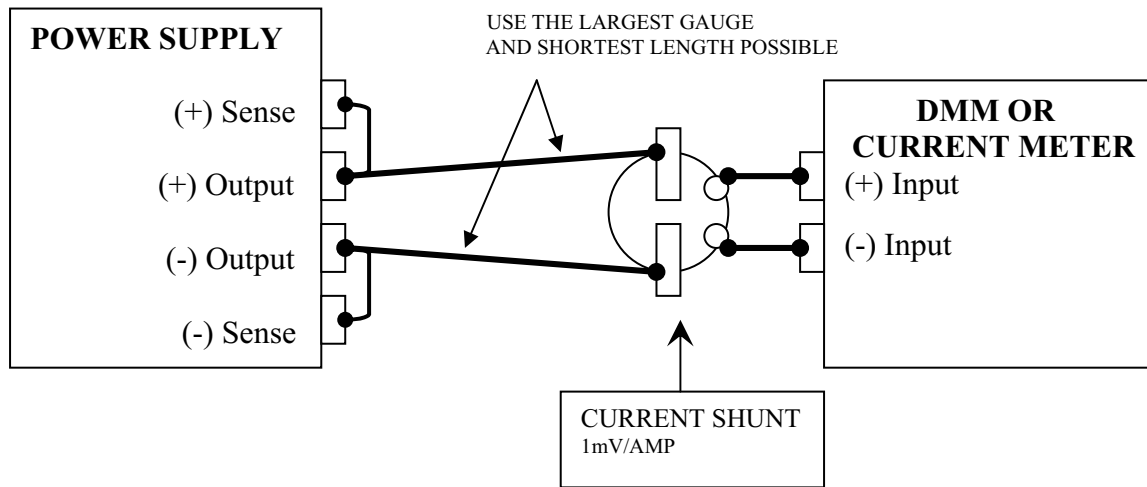 USE THE LARGEST GAUGE
AND SHORTEST LENGTH POSSIBLE
POWER SUPPLY
(+) Sense
(+) Output
(-) Output
(-) Sense
DMM OR
CURRENT METER
(+) Input
(-) Input
CURRENT SHUNT
1mV/AMP